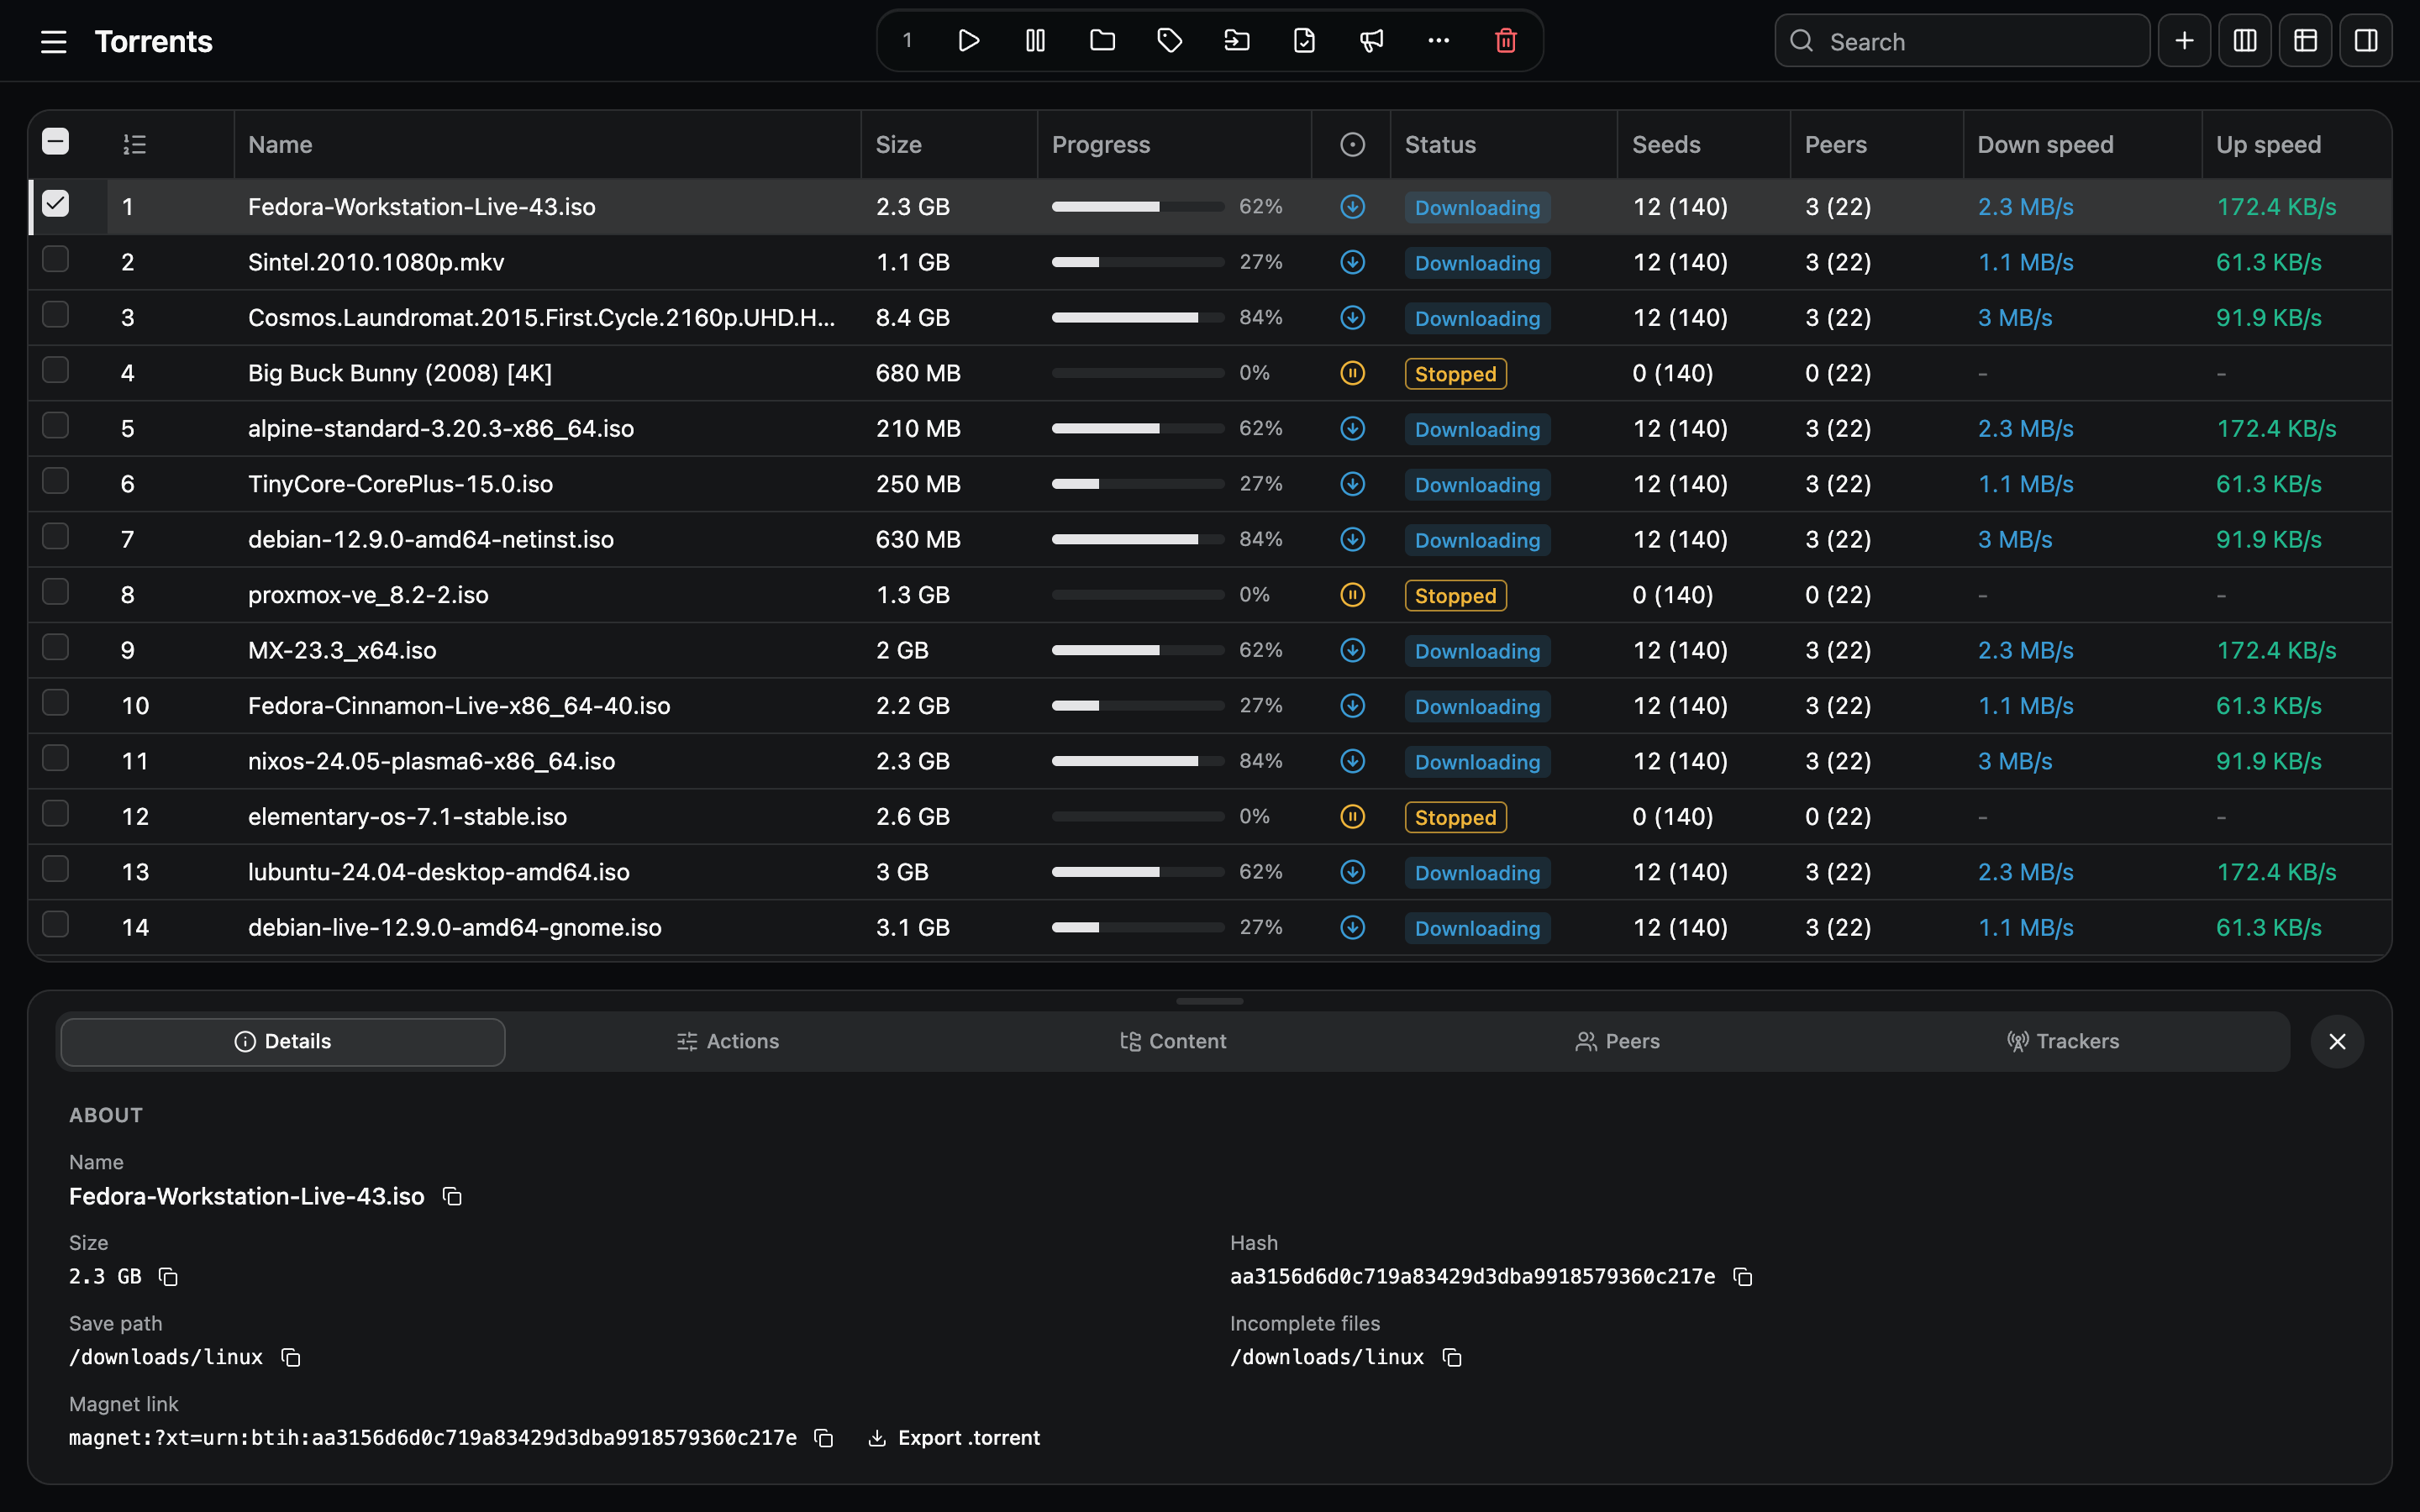 Torrents 1 Search
Name Size Progress Status Seeds Peers Down speed Up speed
1 Fedora-Workstation-Live-43.iso 2.3 GB 62% Downloading 12 (140) 3 (22) 2.3 MB/s 172.4 KB/s
2 Sintel.2010.1080p.mkv 1.1 GB 27% Downloading 12 (140) 3 (22) 1.1 MB/s 61.3 KB/s
3 Cosmos.Laundromat.2015.First.Cycle.2160p.UHD.H... 8.4 GB 84% Downloading 12 (140) 3 (22) 3 MB/s 91.9 KB/s
4 Big Buck Bunny (2008) [4K] 680 MB 0% Stopped 0 (140) 0 (22) - -
5 alpine-standard-3.20.3-x86_64.iso 210 MB 62% Downloading 12 (140) 3 (22) 2.3 MB/s 172.4 KB/s
6 TinyCore-CorePlus-15.0.iso 250 MB 27% Downloading 12 (140) 3 (22) 1.1 MB/s 61.3 KB/s
7 debian-12.9.0-amd64-netinst.iso 630 MB 84% Downloading 12 (140) 3 (22) 3 MB/s 91.9 KB/s
8 proxmox-ve_8.2-2.iso 1.3 GB 0% Stopped 0 (140) 0 (22) - -
9 MX-23.3_x64.iso 2 GB 62% Downloading 12 (140) 3 (22) 2.3 MB/s 172.4 KB/s
10 Fedora-Cinnamon-Live-x86_64-40.iso 2.2 GB 27% Downloading 12 (140) 3 (22) 1.1 MB/s 61.3 KB/s
11 nixos-24.05-plasma6-x86_64.iso 2.3 GB 84% Downloading 12 (140) 3 (22) 3 MB/s 91.9 KB/s
12 elementary-os-7.1-stable.iso 2.6 GB 0% Stopped 0 (140) 0 (22) - -
13 lubuntu-24.04-desktop-amd64.iso 3 GB 62% Downloading 12 (140) 3 (22) 2.3 MB/s 172.4 KB/s
14 debian-live-12.9.0-amd64-gnome.iso 3.1 GB 27% Downloading 12 (140) 3 (22) 1.1 MB/s 61.3 KB/s
Details Actions Content Peers Trackers
ABOUT
Name
Fedora-Workstation-Live-43.iso
Size Hash
2.3 GB aa3156d6d0c719a83429d3dba9918579360c217e
Save path Incomplete files
/downloads/linux /downloads/linux
Magnet link
magnet:?xt=urn:btih:aa3156d6d0c719a83429d3dba9918579360c217e Export .torrent